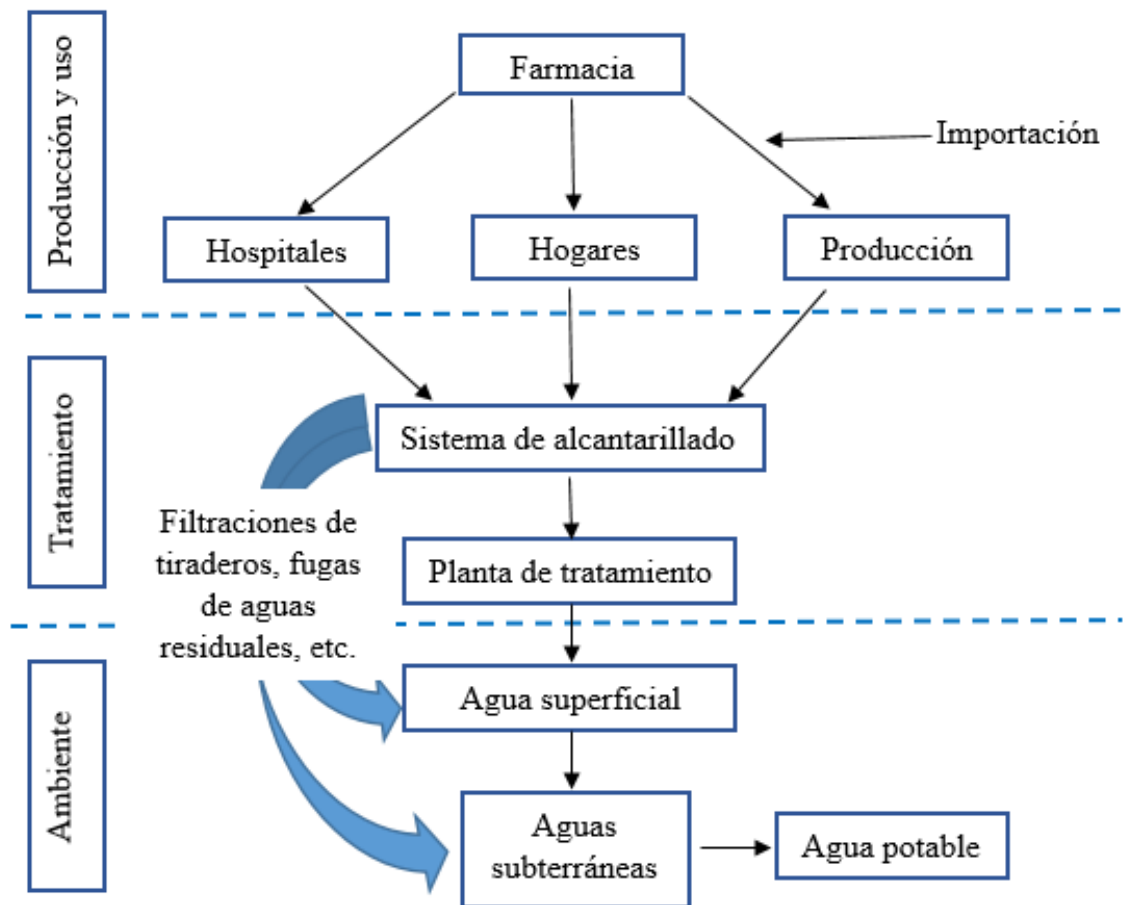 Producción y uso
Farmacia
Importación
Hospitales
Hogares
Producción
Tratamiento
Sistema de alcantarillado
Filtraciones de
tiraderos, fugas
de aguas
residuales, etc.
Planta de tratamiento
Ambiente
Agua superficial
Aguas
subterráneas
Agua potable